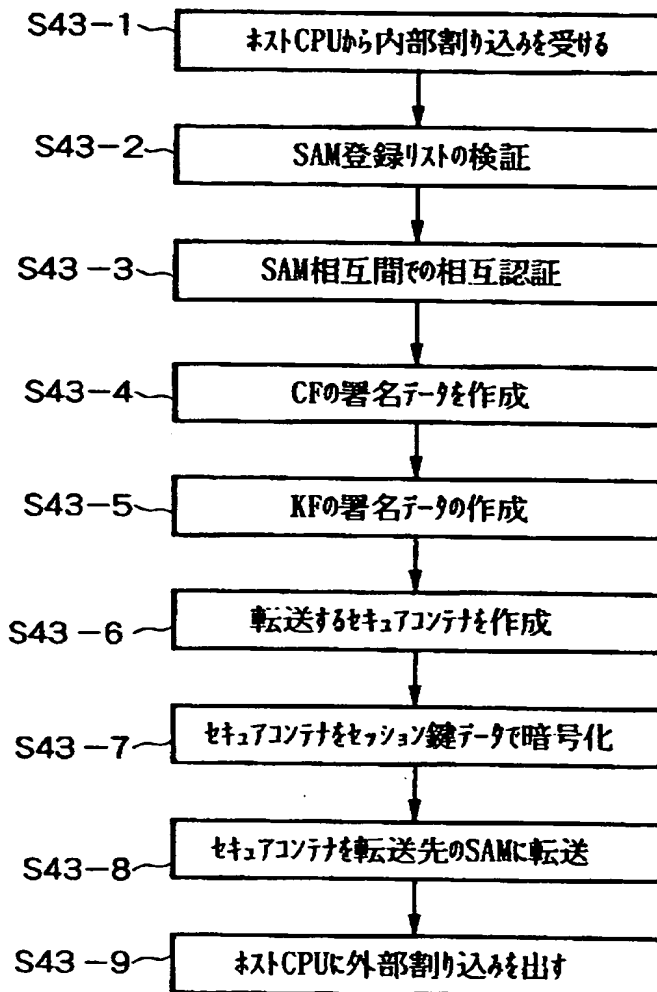 S43-1
ホストCPUから内部割り込みを受ける
S43-2
SAM登録リストの検証
S43-3
SAM相互間での相互認証
S43-4
CFの署名データを作成
S43-5
KFの署名データの作成
S43-6
転送するセキュアコンテナを作成
S43-7
セキュアコンテナをセッション鍵データで暗号化
S43-8
セキュアコンテナを転送先のSAMに転送
S43-9
ホストCPUに外部割り込みを出す